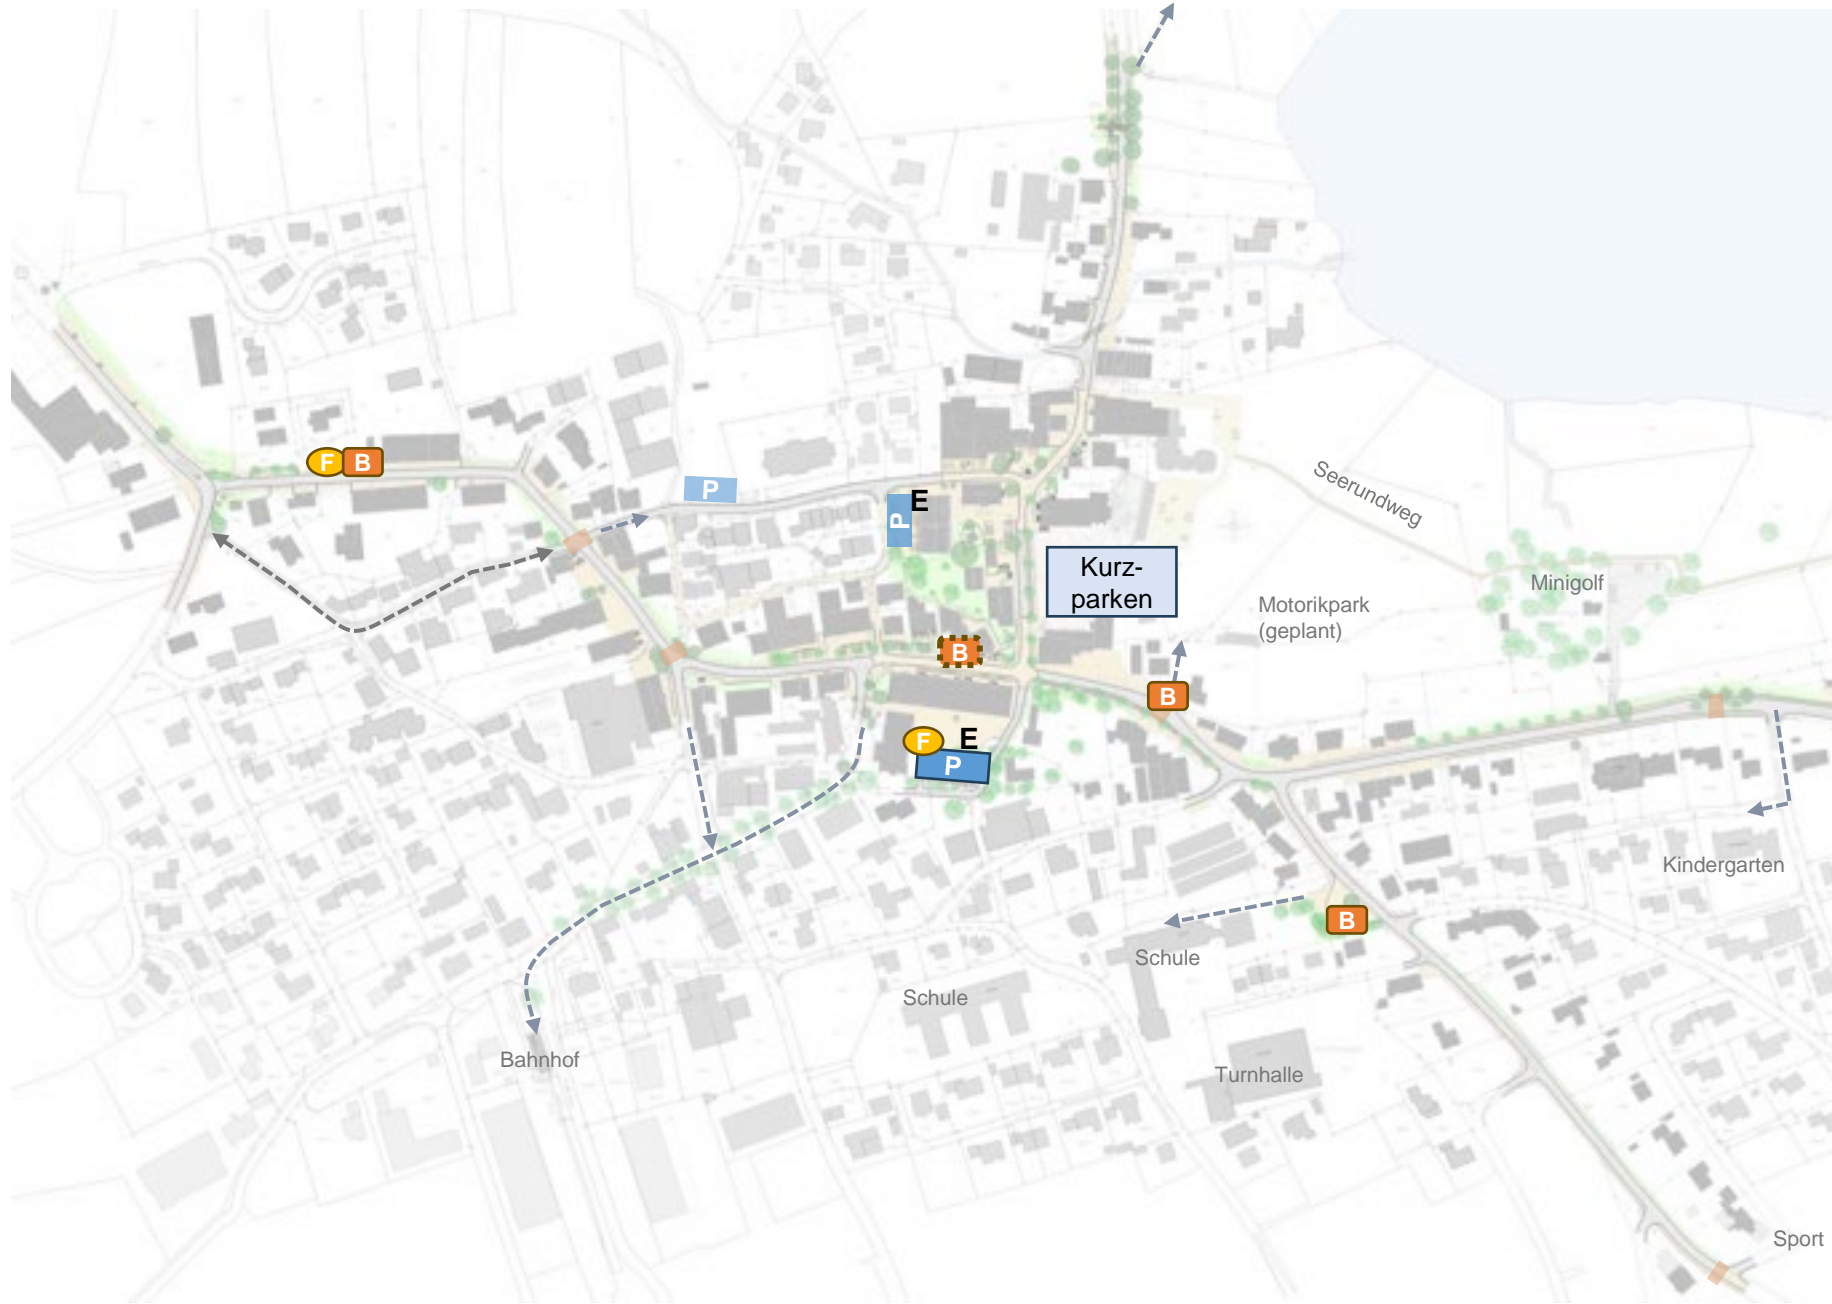 F B
P
P
E
Kurz-
parken
Seerundweg
Minigolf
Motorikpark
(geplant)
B
B
F E
P
Kindergarten
B
Schule
Schule
Bahnhof
Turnhalle
Sport